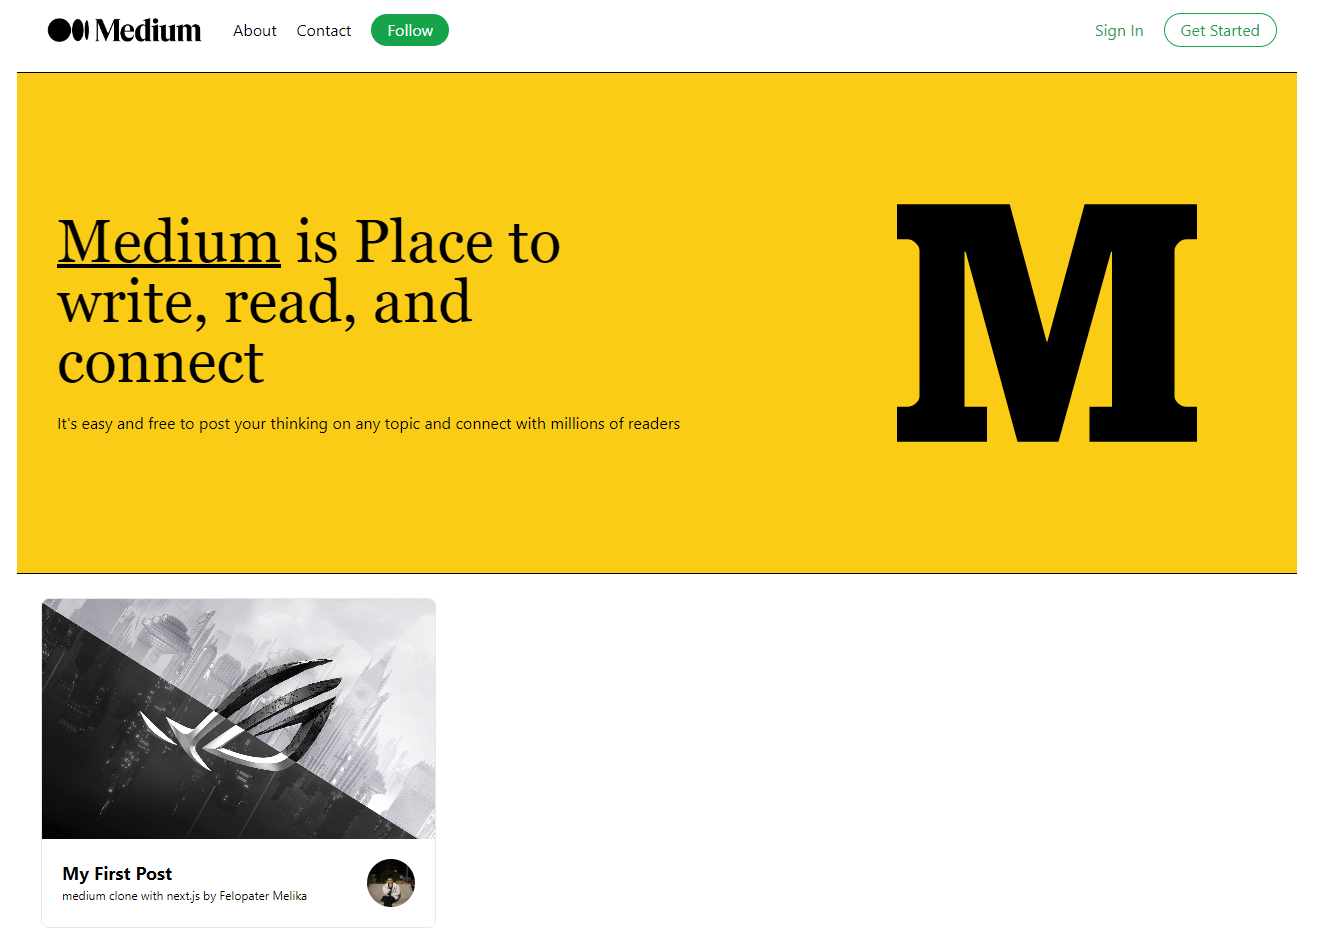 Medium
About
Contact
Follow
Sign In
Get Started
Medium is Place to
write, read, and
connect
It's easy and free to post your thinking on any topic and connect with millions of readers
M
My First Post
medium clone with next.js by Felopater Melika